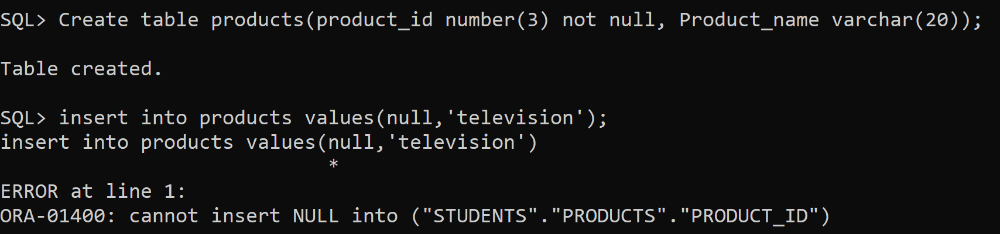 SQL> Create table products(product_id number(3) not null, Product_name varchar(20));
Table created.
SQL> insert into products values(null,'television');
insert into products values(null,'television')
*
ERROR at line 1:
ORA-01400: cannot insert NULL into ("STUDENTS"."PRODUCTS"."PRODUCT_ID")